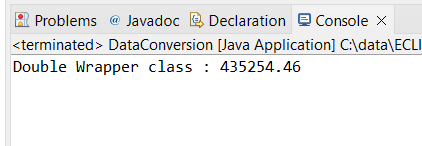 Problems @ Javadoc Declaration Console
<terminated> DataConversion [Java Application] C:\data\ECLI
Double Wrapper class : 435254.46